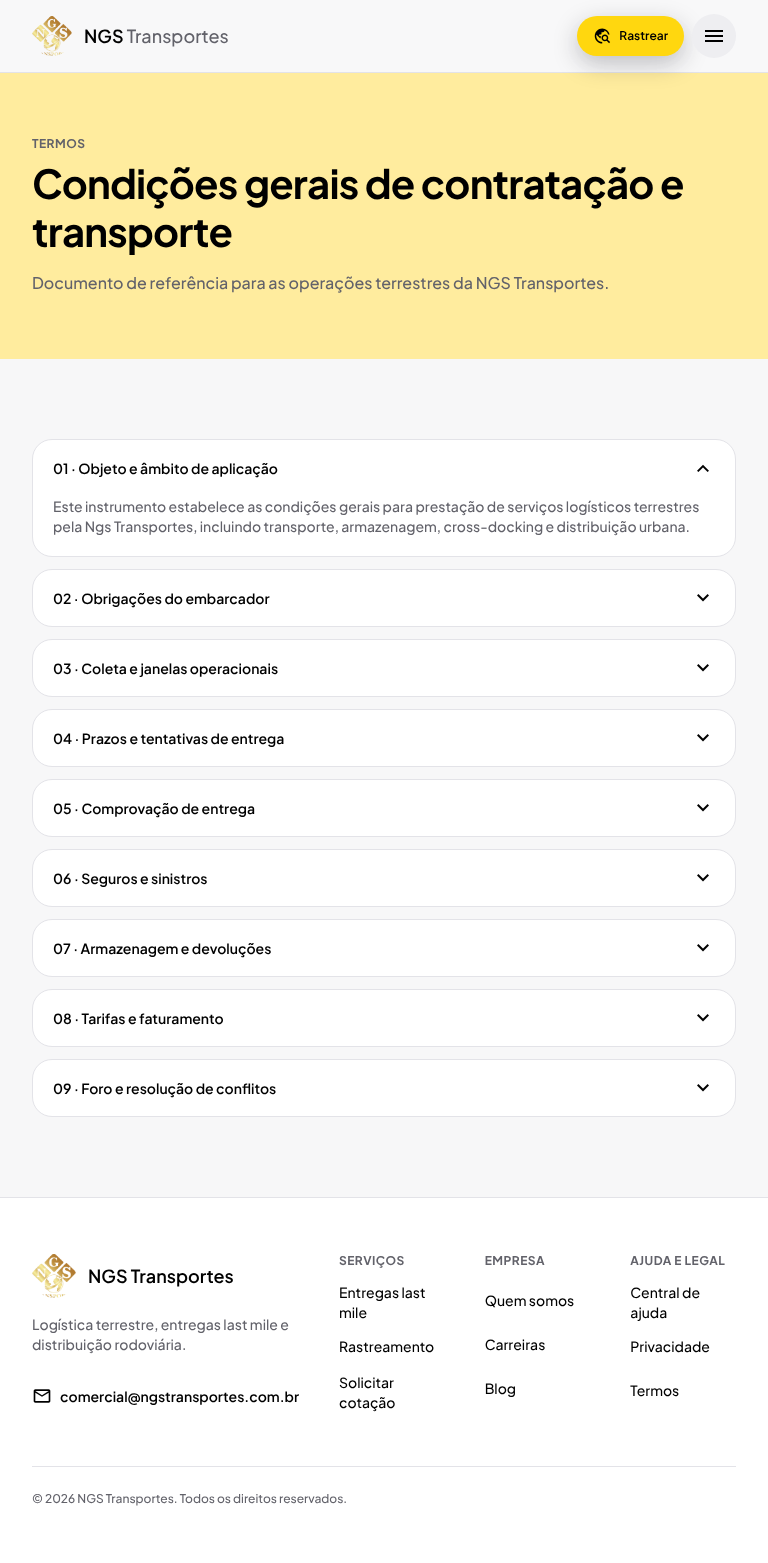 NGS
NGS Transportes
Rastrear
TERMOS
Condições gerais de contratação e
transporte
Documento de referência para as operações terrestres da NGS Transportes.
01 · Objeto e âmbito de aplicação
Este instrumento estabelece as condições gerais para prestação de serviços logísticos terrestres
pela Ngs Transportes, incluindo transporte, armazenagem, cross-docking e distribuição urbana.
02 · Obrigações do embarcador
03 · Coleta e janelas operacionais
04 · Prazos e tentativas de entrega
05 · Comprovação de entrega
06 · Seguros e sinistros
07 · Armazenagem e devoluções
08 · Tarifas e faturamento
09 · Foro e resolução de conflitos
NGS
NGS Transportes
Logística terrestre, entregas last mile e
distribuição rodoviária.
comercial@ngstransportes.com.br
SERVIÇOS
Entregas last
mile
Rastreamento
Solicitar
cotação
EMPRESA
Quem somos
Carreiras
Blog
AJUDA E LEGAL
Central de
ajuda
Privacidade
Termos
© 2026 NGS Transportes. Todos os direitos reservados.